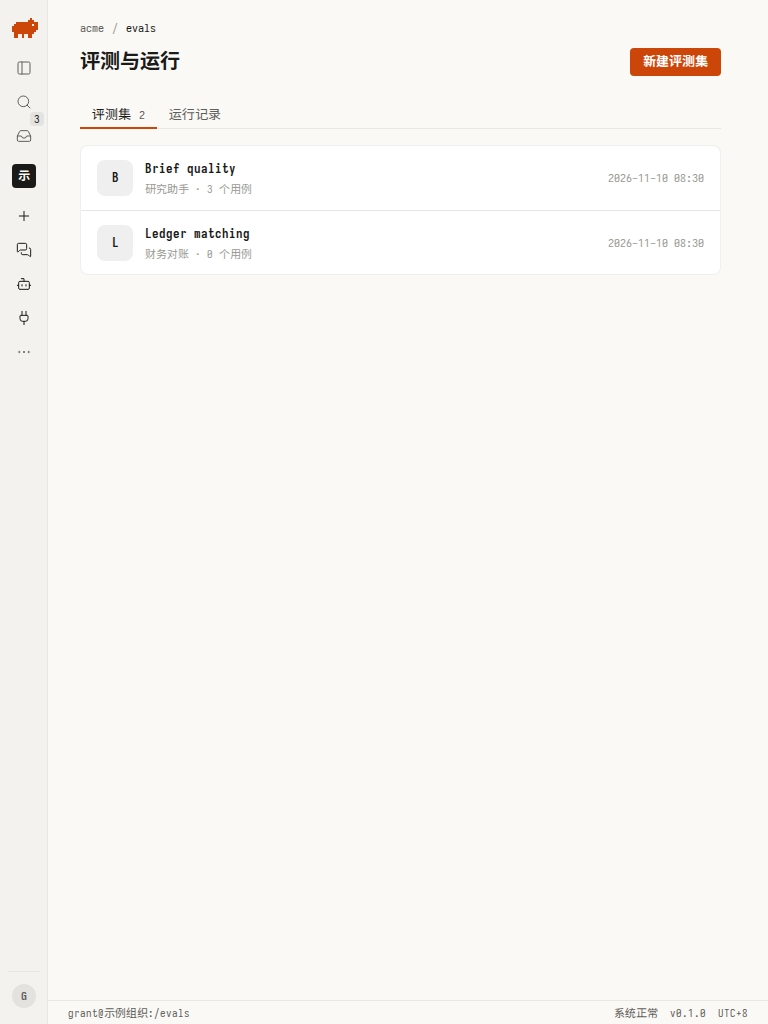 acme / evals
评测与运行
新建评测集
评测集 2 运行记录
B
Brief quality
研究助手 · 3 个用例
2026-11-10 08:30
L
Ledger matching
财务对账 · 0 个用例
2026-11-10 08:30
3
示
G
grant@示例组织:/evals
系统正常 v0.1.0 UTC+8